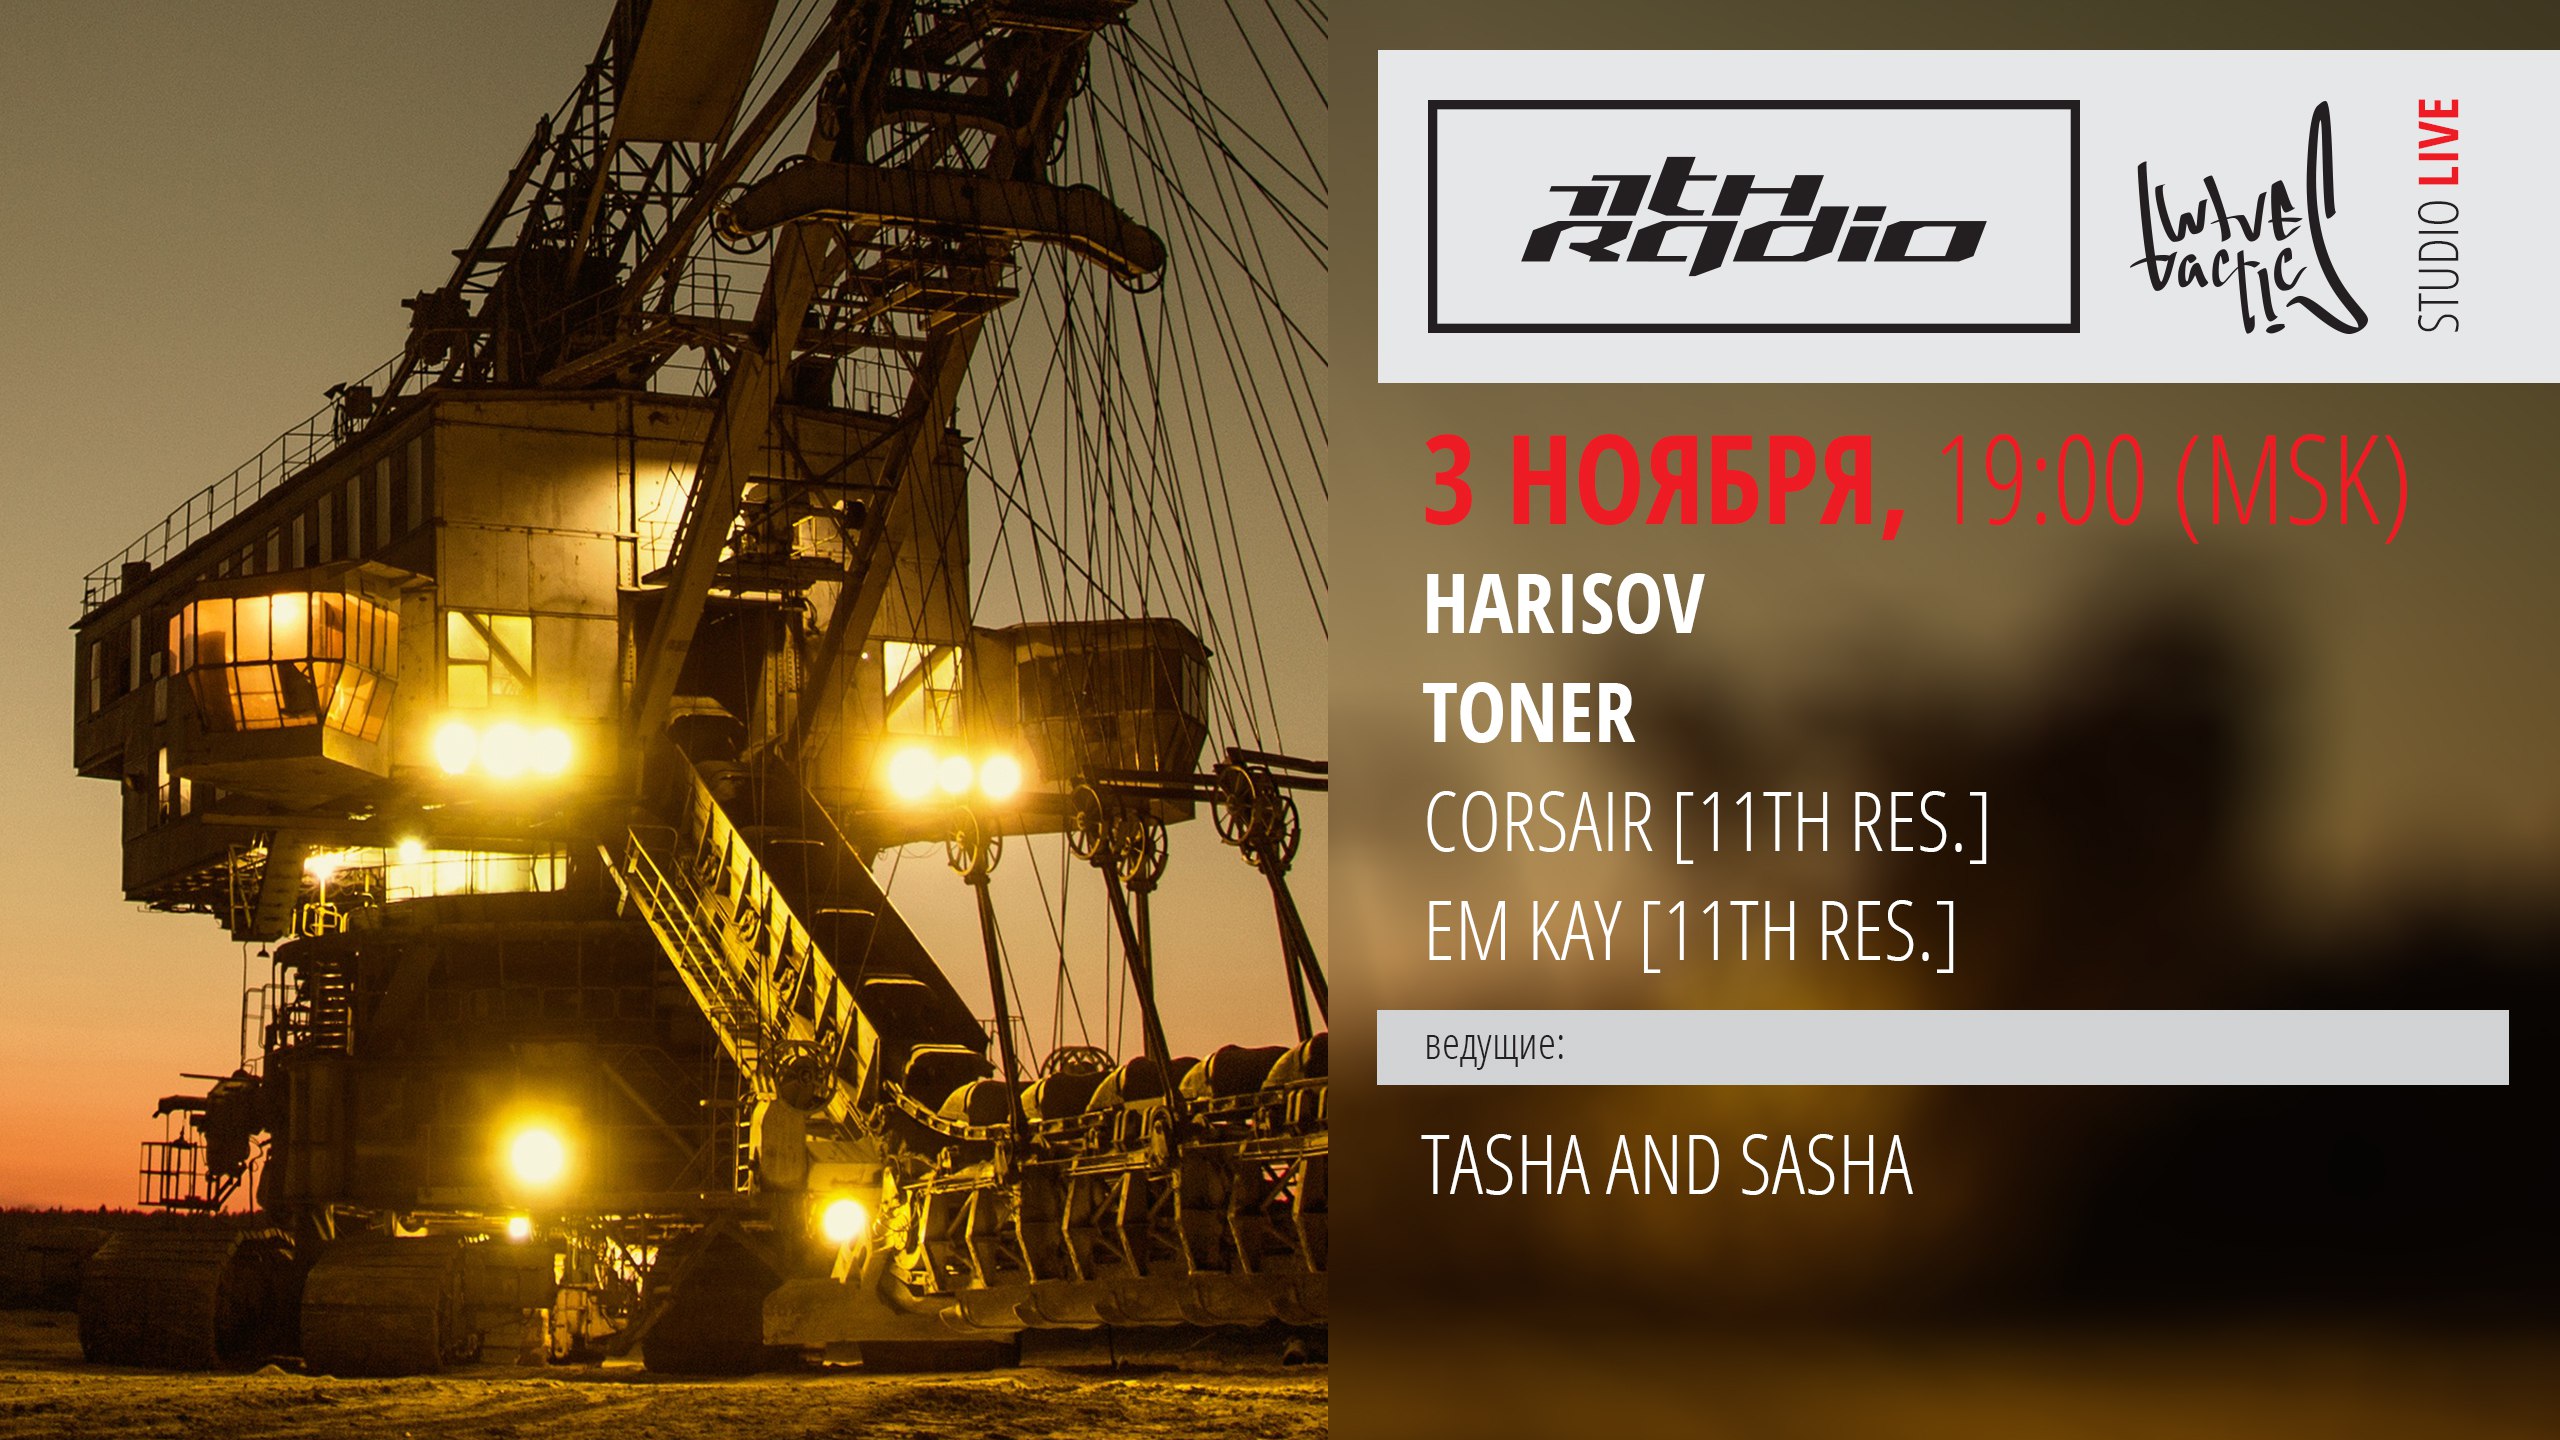 11th
Radio
wave
tactics
STUDIO LIVE
3 НОЯБРЯ, 19:00 (MSK)
HARISOV
TONER
CORSAIR [11TH RES.]
EM KAY [11TH RES.]
ведущие:
TASHA AND SASHA